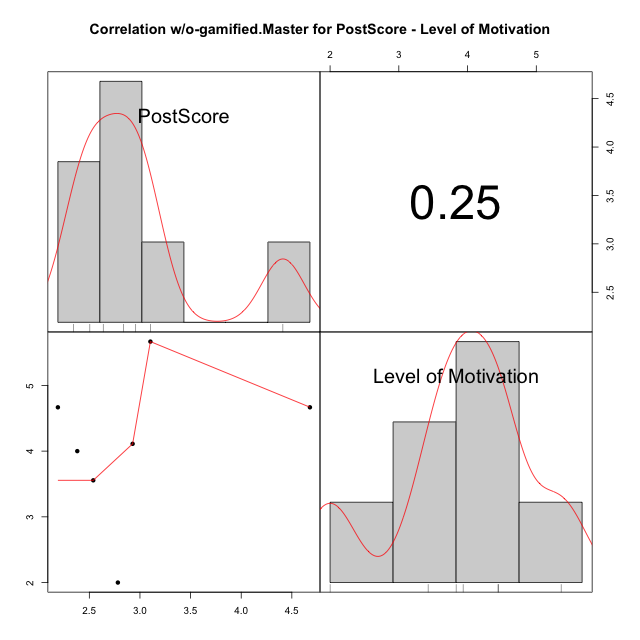 Correlation w/o-gamified.Master for PostScore - Level of Motivation
2 3 4 5
PostScore
0.25
4.5
4.0
3.5
3.0
2.5
Level of Motivation
5
4
3
2
2.5 3.0 3.5 4.0 4.5